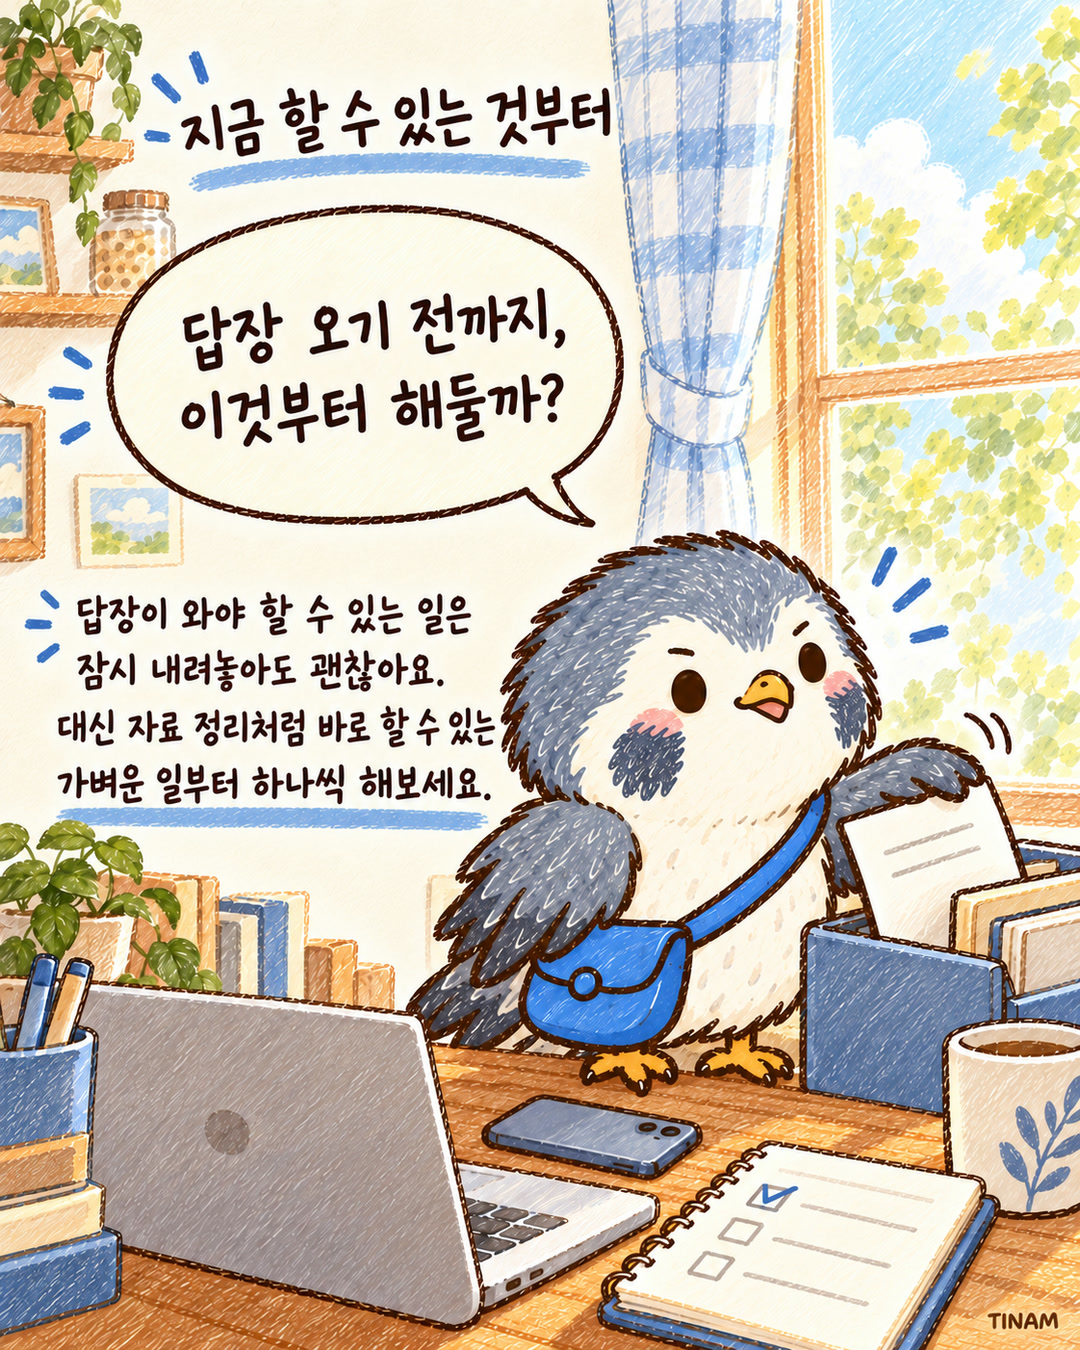 지금 할 수 있는 것부터
답장 오기 전까지,
이것부터 해둘까?
답장이 와야 할 수 있는 일은
잠시 내려놓아도 괜찮아요.
대신 자료 정리처럼 바로 할 수 있는
가벼운 일부터 하나씩 해보세요.
TINAM